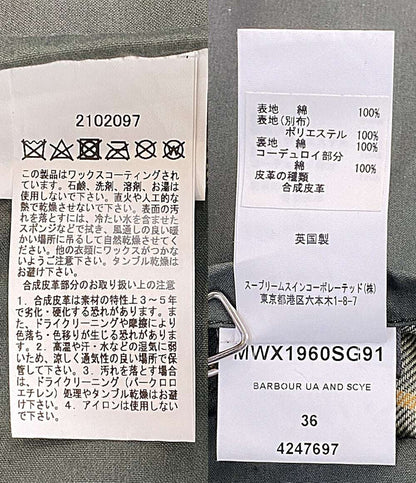 2102097
この製品はワックスコーティングされ
ています。石鹸、洗剤、溶剤、お湯は
使用しないで下さい。直火や人工的な
熱で乾燥させないで下さい。表面の汚
れを落とすには、冷たい水を含ませた
スポンジなどで拭き、風通しの良い暖
かい場所に吊るして自然乾燥させてく
ださい。他の衣類にワックスがつかな
いようご注意下さい。タンブル乾燥は
お避け下さい。
合成皮革部分のお取り扱い上の注意
1.合成皮革は素材の特性上3〜5年
で劣化・硬化する恐れがあります。ま
た、ドライクリーニングや摩擦により
色落ち・色移りが生じる恐れがありま
す。2.高温や汗・水などの湿気に弱
いため、涼しく通気性の良い場所で保
管して下さい。3.汚れを落とす場合
は、ドライクリーニング(パークロロ
エチレン)処理やタンブル乾燥はお避
け下さい。4.アイロンは使用しない
で下さい。
表地 綿 100%
表地(別布)
ポリエステル 100%
裏地 綿 100%
コーデュロイ部分
綿 100%
皮革の種類
合成皮革
英国製
スープリームスインコーポレーテッド(株)
東京都港区六本木1-8-7
MWX1960SG91
BARBOUR UA AND SCYE
36
4247697